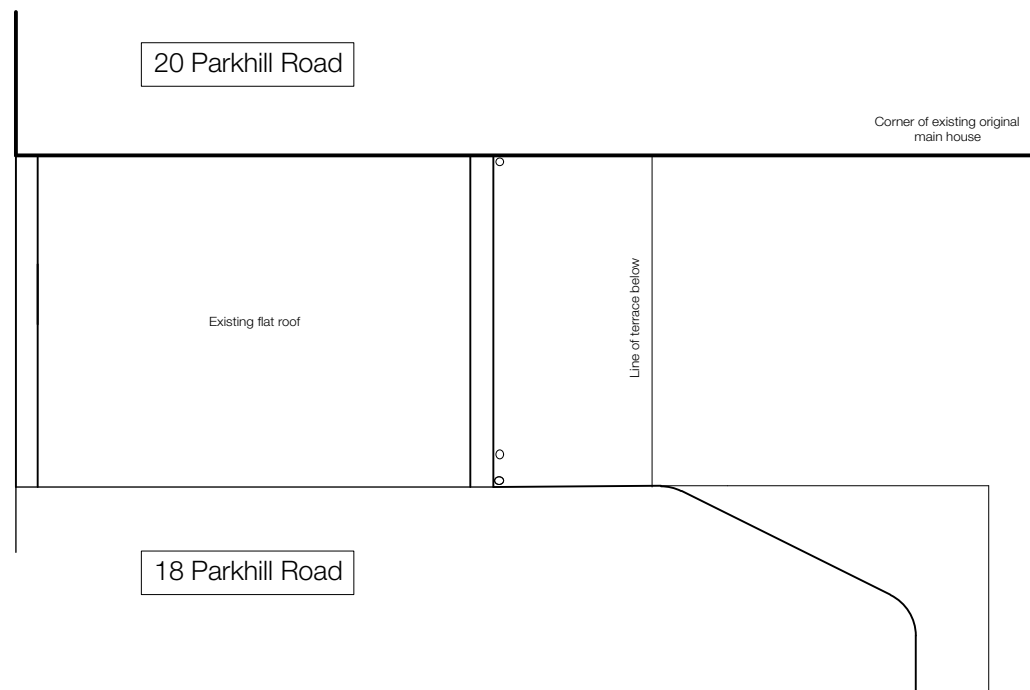 20 Parkhill Road
Corner of existing original
main house
Line of terrace below
Existing flat roof
18 Parkhill Road